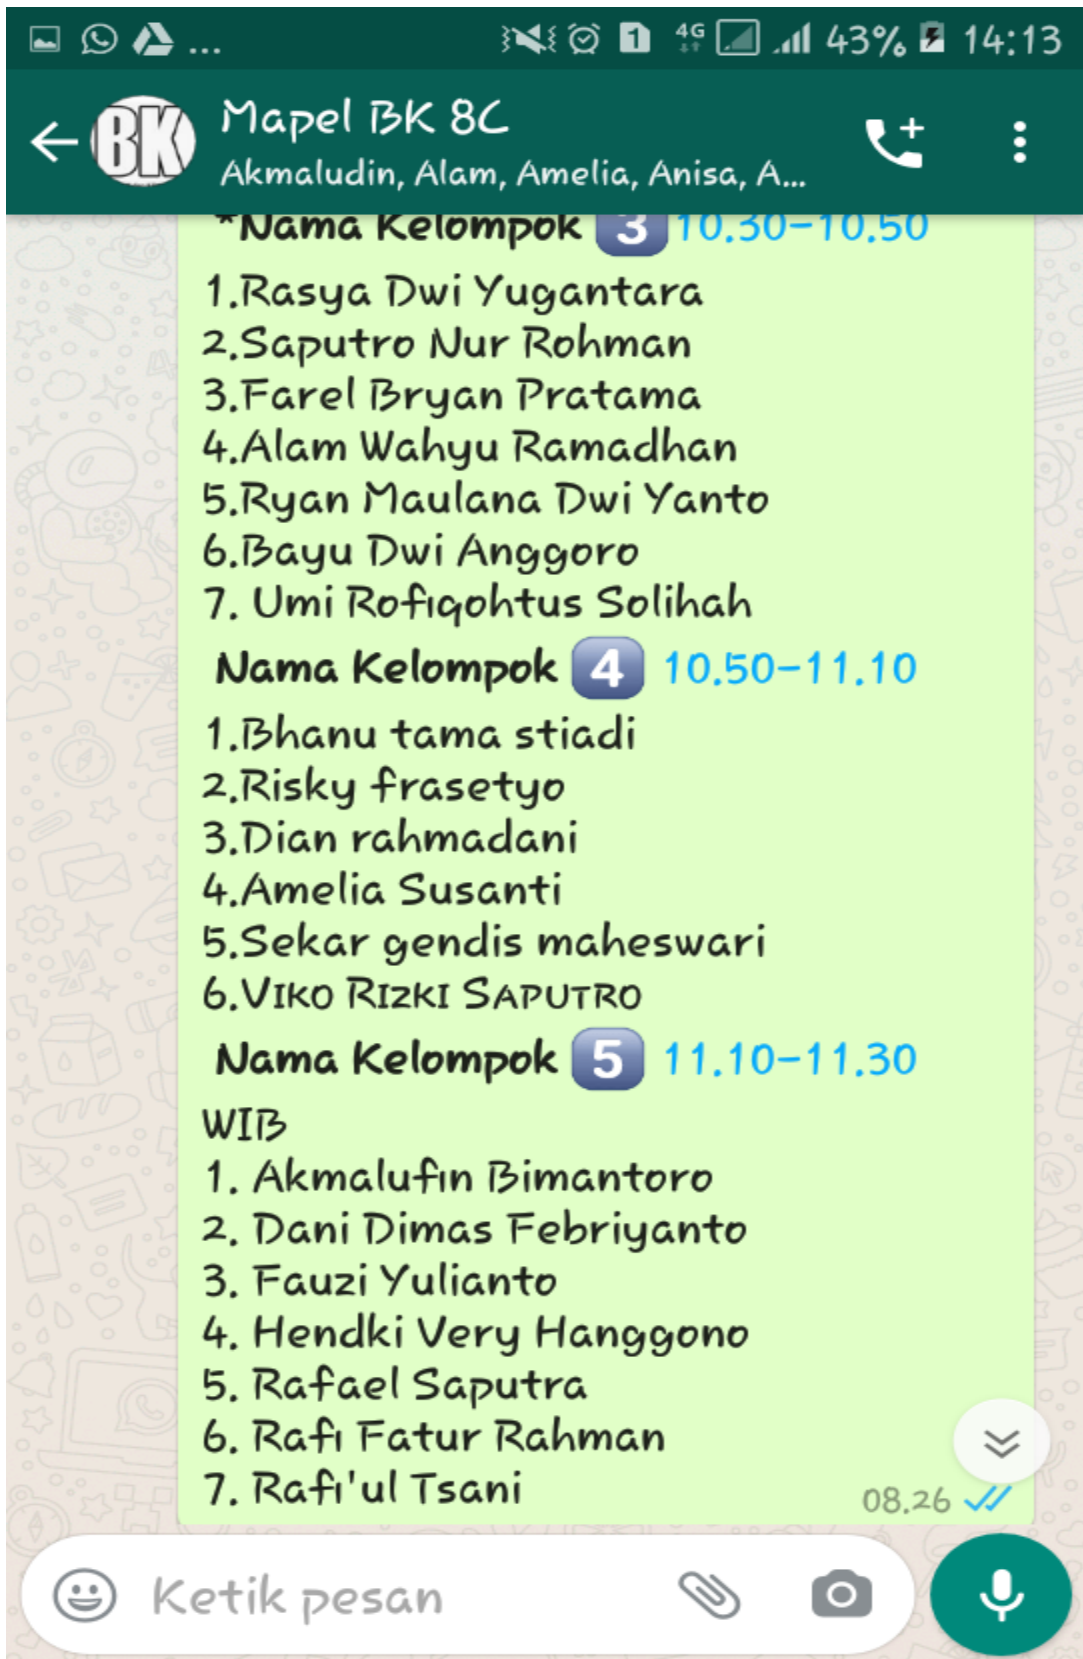 ... 1 4G 43% 14:13
BK
Mapel BK 8C
Akmaludin, Alam, Amelia, Anisa, A...
*Nama Kelompok 3 10.30-10.50
1.Rasya Dwi Yugantara
2.Saputro Nur Rohman
3.Farel Bryan Pratama
4.Alam Wahyu Ramadhan
5.Ryan Maulana Dwi Yanto
6.Bayu Dwi Anggoro
7. Umi Rofiqohtus Solihah
Nama Kelompok 4 10.50-11.10
1.Bhanu tama stiadi
2.Risky frasetyo
3.Dian rahmadani
4.Amelia Susanti
5.Sekar gendis maheswari
6.Viko Rizki Saputro
Nama Kelompok 5 11.10-11.30
WIB
1. Akmalufin Bimantoro
2. Dani Dimas Febriyanto
3. Fauzi Yulianto
4. Hendki Very Hanggono
5. Rafael Saputra
6. Rafi Fatur Rahman
7. Rafi'ul Tsani
08.26
Ketik pesan